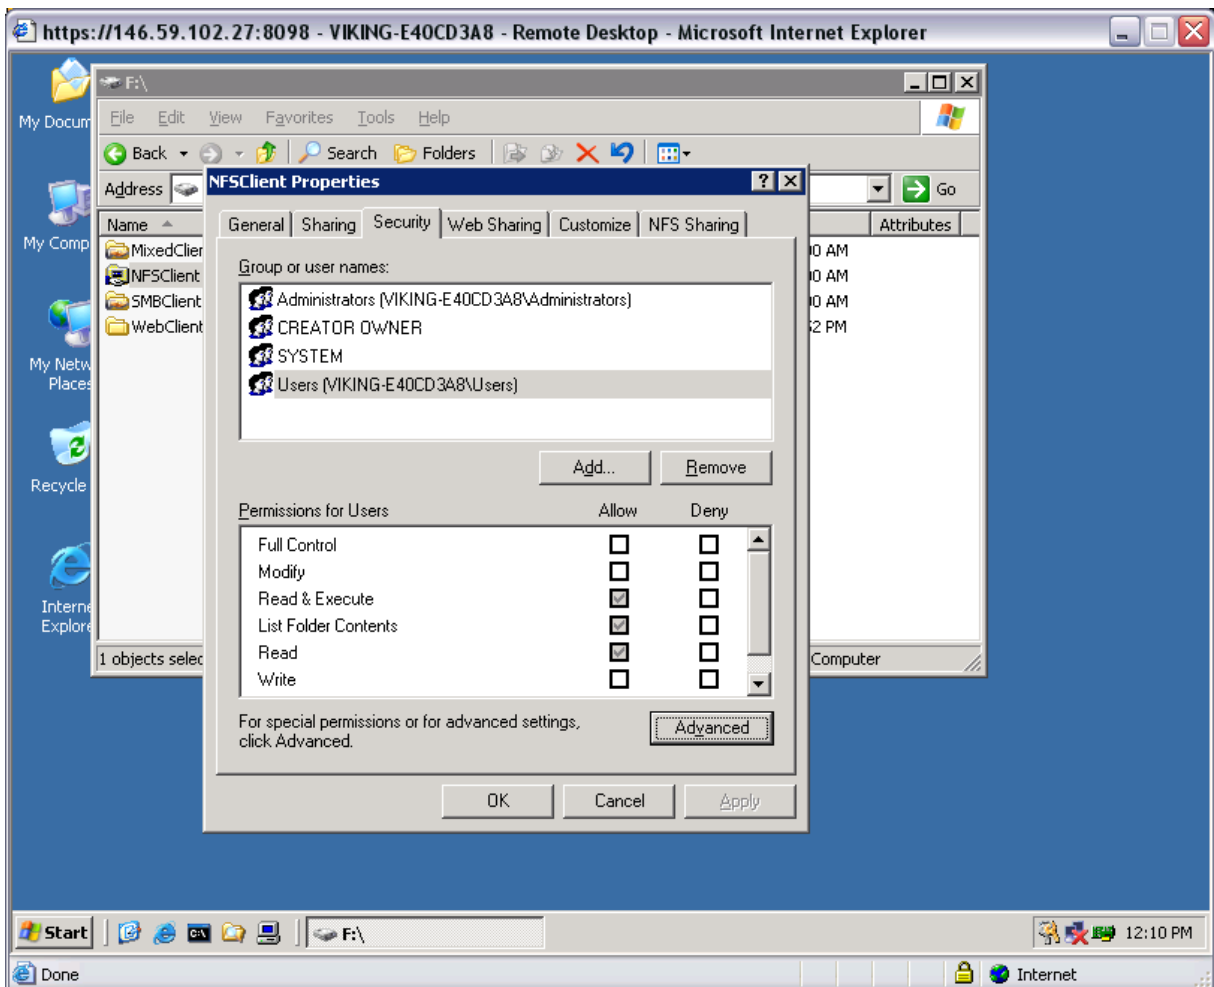 https://146.59.102.27:8098 - VIKING-E40CD3A8 - Remote Desktop - Microsoft Internet Explorer
My Docum
F:\
File Edit View Favorites Tools Help
Back Search Folders
Address Go
Name Attributes
My Comp
MixedClien 00 AM
NFSClient 00 AM
SMBClient 00 AM
WebClient 52 PM
My Netw
Places
Recycle
Interne
Explore
1 objects selec Computer
NFSClient Properties
General Sharing Security Web Sharing Customize NFS Sharing
Group or user names:
Administrators (VIKING-E40CD3A8\Administrators)
CREATOR OWNER
SYSTEM
Users (VIKING-E40CD3A8\Users)
Add... Remove
Permissions for Users Allow Deny
Full Control
Modify
Read & Execute
List Folder Contents
Read
Write
For special permissions or for advanced settings,
click Advanced.
Advanced
OK Cancel Apply
Start F:\ 12:10 PM
Done Internet